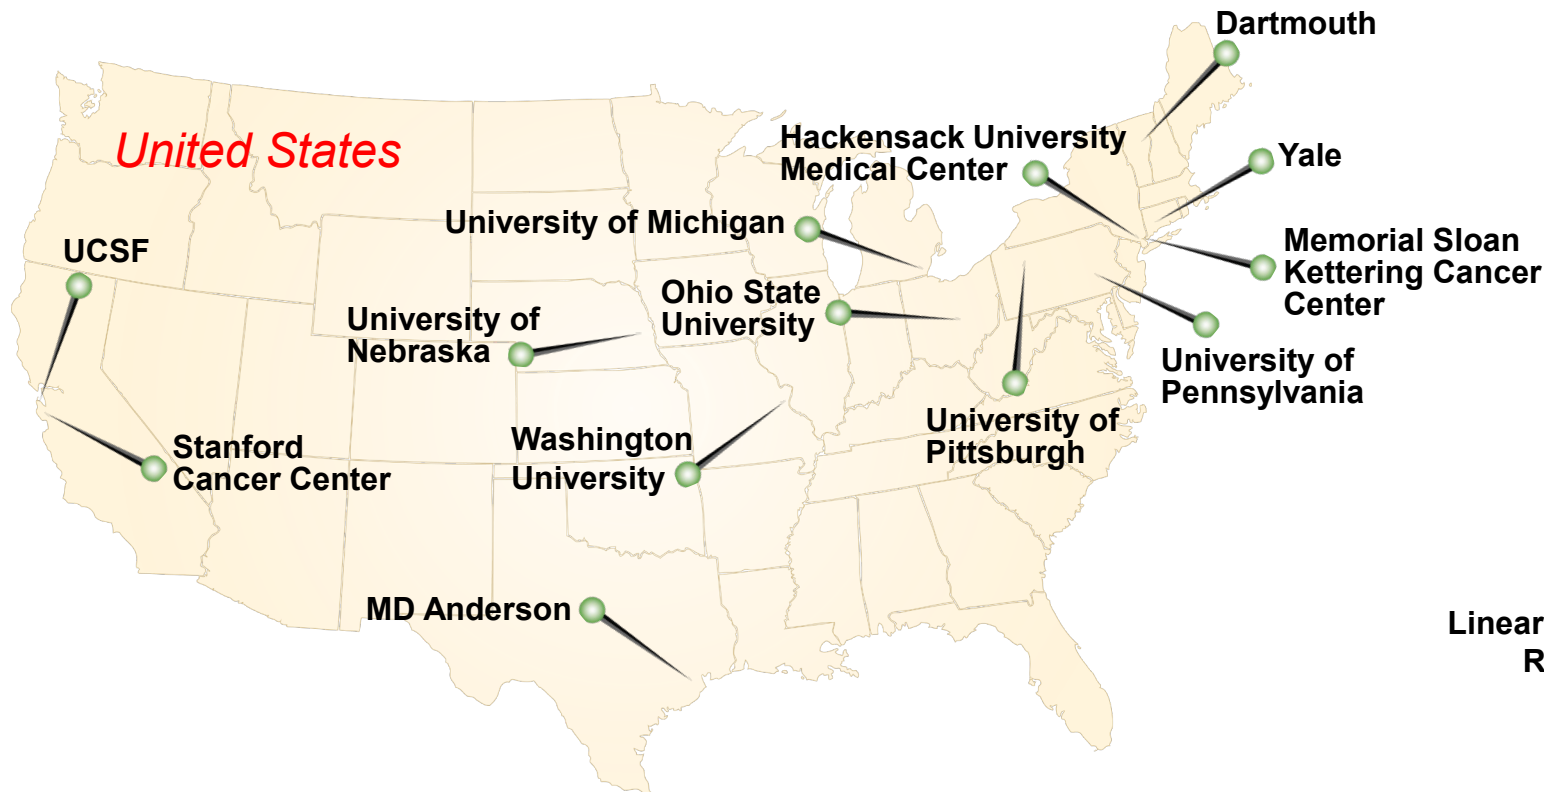 Dartmouth
United States
Hackensack University
Medical Center
Yale
University of Michigan
UCSF
Memorial Sloan
Kettering Cancer
Center
Ohio State
University
University of
Nebraska
University of
Pennsylvania
University of
Pittsburgh
Stanford
Cancer Center
Washington
University
MD Anderson
Linear
R